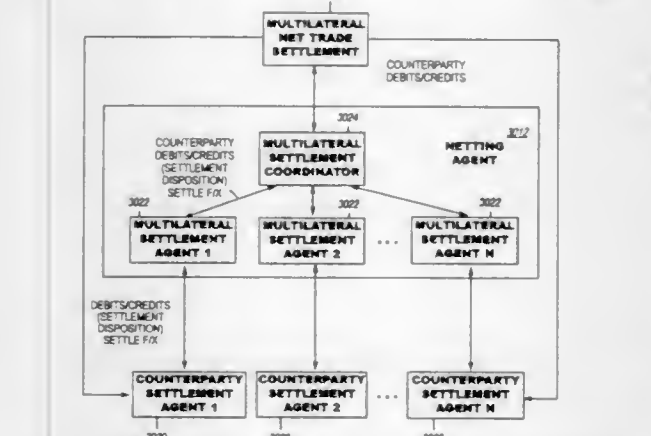 MULTILATERAL
NET TRADE
SETTLEMENT
COUNTERPARTY
DEBITS/CREDITS
3024
MULTILATERAL
SETTLEMENT
COORDINATOR
3012
NETTING
AGENT
COUNTERPARTY
DEBITS/CREDITS
(SETTLEMENT
DISPOSITION)
SETTLE F/X
3022
MULTILATERAL
SETTLEMENT
AGENT 1
3022
MULTILATERAL
SETTLEMENT
AGENT 2
...
3022
MULTILATERAL
SETTLEMENT
AGENT N
DEBITS/CREDITS
(SETTLEMENT
DISPOSITION)
SETTLE F/X
COUNTERPARTY
SETTLEMENT
AGENT 1
COUNTERPARTY
SETTLEMENT
AGENT 2
...
COUNTERPARTY
SETTLEMENT
AGENT N